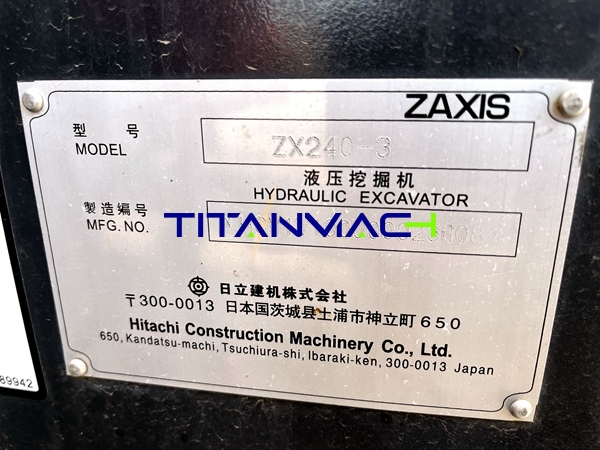 ZAXIS
型 号
MODEL
ZX240-3
液压挖掘机
HYDRAULIC EXCAVATOR
製造編号
MFG. NO.
TITANMACH
日立建机株式会社
〒300-0013 日本国茨城县土浦市神立町650
Hitachi Construction Machinery Co., Ltd.
650, Kandatsu-machi, Tsuchiura-shi, Ibaraki-ken, 300-0013 Japan
89942